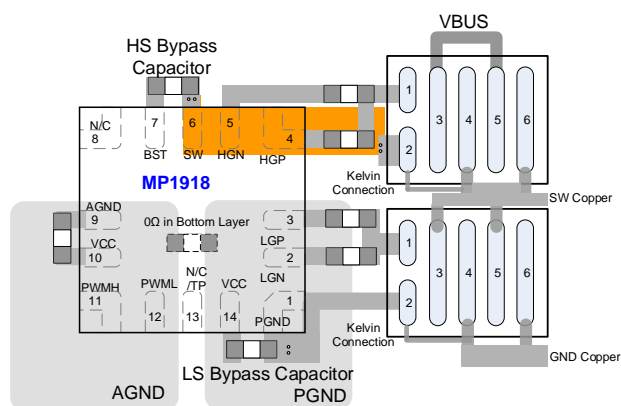 VBUS
HS Bypass
Capacitor
1
3
4
5
6
2
N/C
8
7
BST
6
SW
5
HGN
4
HGP
MP1918
Kelvin
Connection
SW Copper
AGND
9
VCC
10
0Ω in Bottom Layer
3
LGP
2
LGN
1
3
4
5
6
2
PWMH
11
PWML
12
N/C
/TP
13
VCC
14
1
PGND
Kelvin
Connection
GND Copper
LS Bypass Capacitor
AGND
PGND